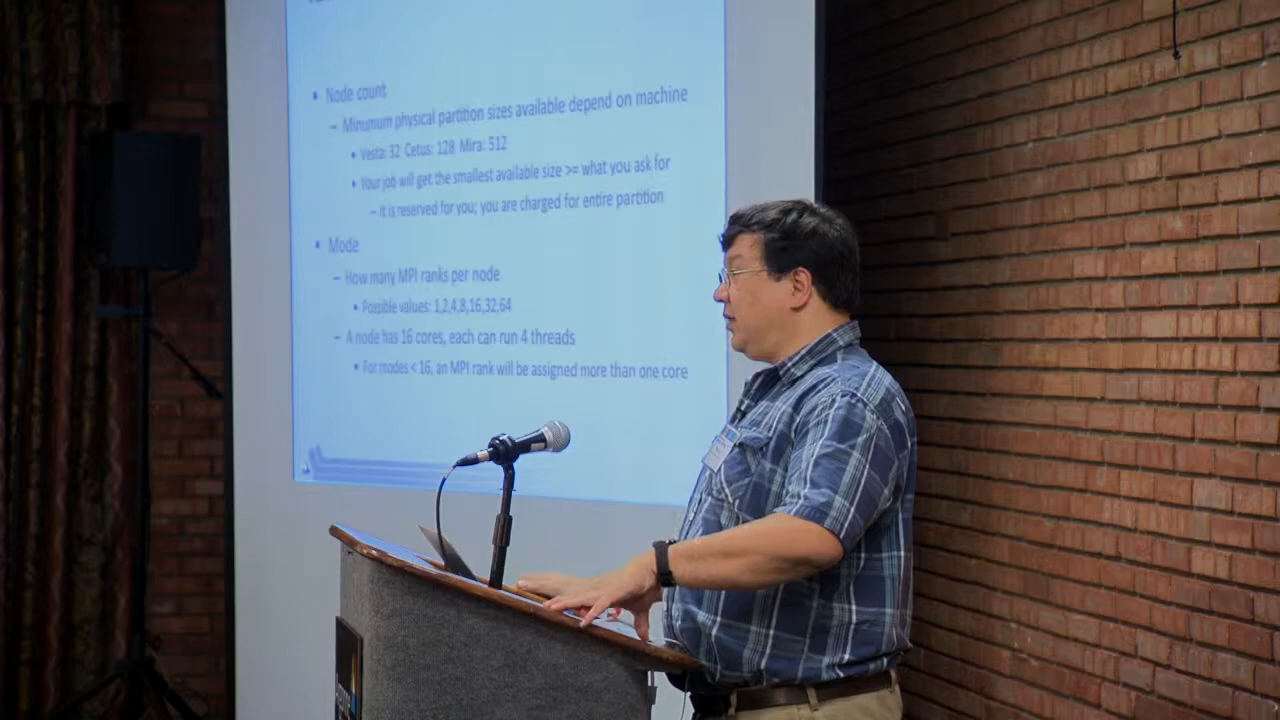 • Node count
– Minumum physical partition sizes available depend on machine
• Vesta: 32 Cetus: 128 Mira: 512
• Your job will get the smallest available size >= what you ask for
– It is reserved for you; you are charged for entire partition
• Mode
– How many MPI ranks per node
• Possible values: 1,2,4,8,16,32,64
– A node has 16 cores, each can run 4 threads
• For modes < 16, an MPI rank will be assigned more than one core